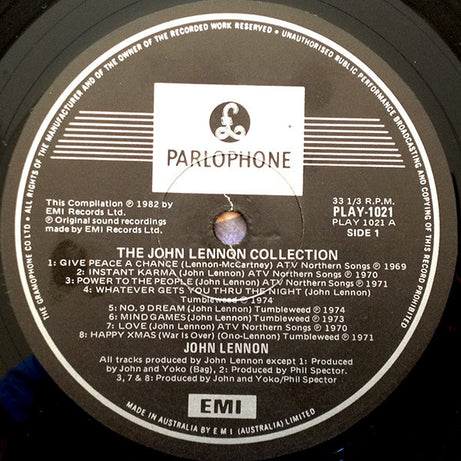 THE GRAMOPHONE CO LTD • ALL RIGHTS OF THE MANUFACTURER AND OF THE OWNER OF THE RECORDED WORK RESERVED • UNAUTHORISED PUBLIC PERFORMANCE BROADCASTING AND COPYING OF THIS RECORD PROHIBITED
£
PARLOPHONE
This Compilation ℗ 1982 by
EMI Records Ltd.
℗ Original sound recordings
made by EMI Records Ltd.
33 1/3 R.P.M.
PLAY-1021
PLAY 1021 A
SIDE 1
THE JOHN LENNON COLLECTION
1: GIVE PEACE A CHANCE (Lennon-McCartney) ATV Northern Songs ℗ 1969
2: INSTANT KARMA (John Lennon) ATV Northern Songs ℗ 1970
3: POWER TO THE PEOPLE (John Lennon) ATV Northern Songs ℗ 1971
4: WHATEVER GETS YOU THRU THE NIGHT (John Lennon)
Tumbleweed ℗ 1974
5: NO. 9 DREAM (John Lennon) Tumbleweed ℗ 1974
6: MIND GAMES (John Lennon) Tumbleweed ℗ 1973
7: LOVE (John Lennon) ATV Northern Songs ℗ 1970
8: HAPPY XMAS (War Is Over) (Ono-Lennon) ℗ 1971
JOHN LENNON
All tracks produced by John Lennon except 1: Produced
by John and Yoko (Bag), 2: Produced by Phil Spector.
3, 7 & 8: Produced by John and Yoko/Phil Spector
EMI
MADE IN AUSTRALIA BY E M I (AUSTRALIA) LIMITED